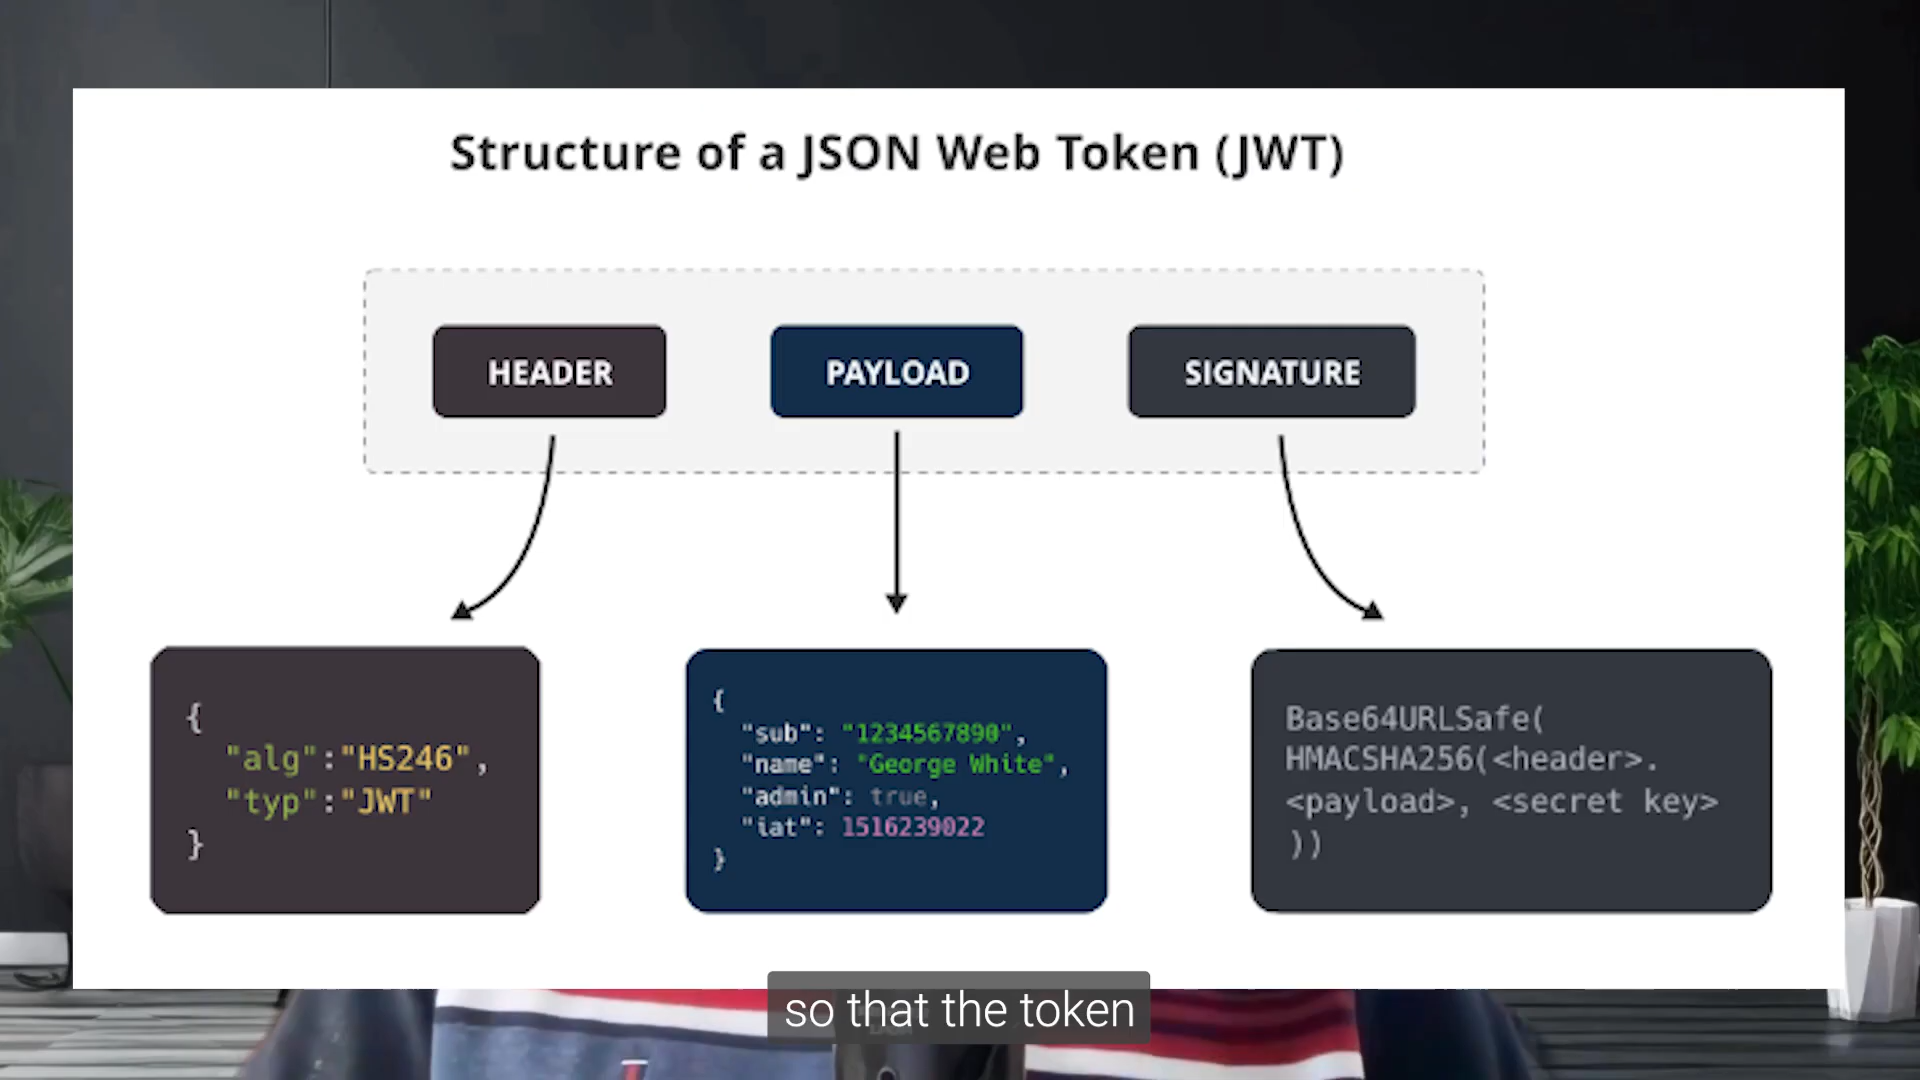 Structure of a JSON Web Token (JWT)
HEADER
PAYLOAD
SIGNATURE
{
"alg":"HS246",
"typ":"JWT"
}
{
"sub": "1234567890",
"name": "George White",
"admin": true,
"iat": 1516239022
}
Base64URLSafe(
HMACSHA256(<header>.
<payload>, <secret key>
))
so that the token